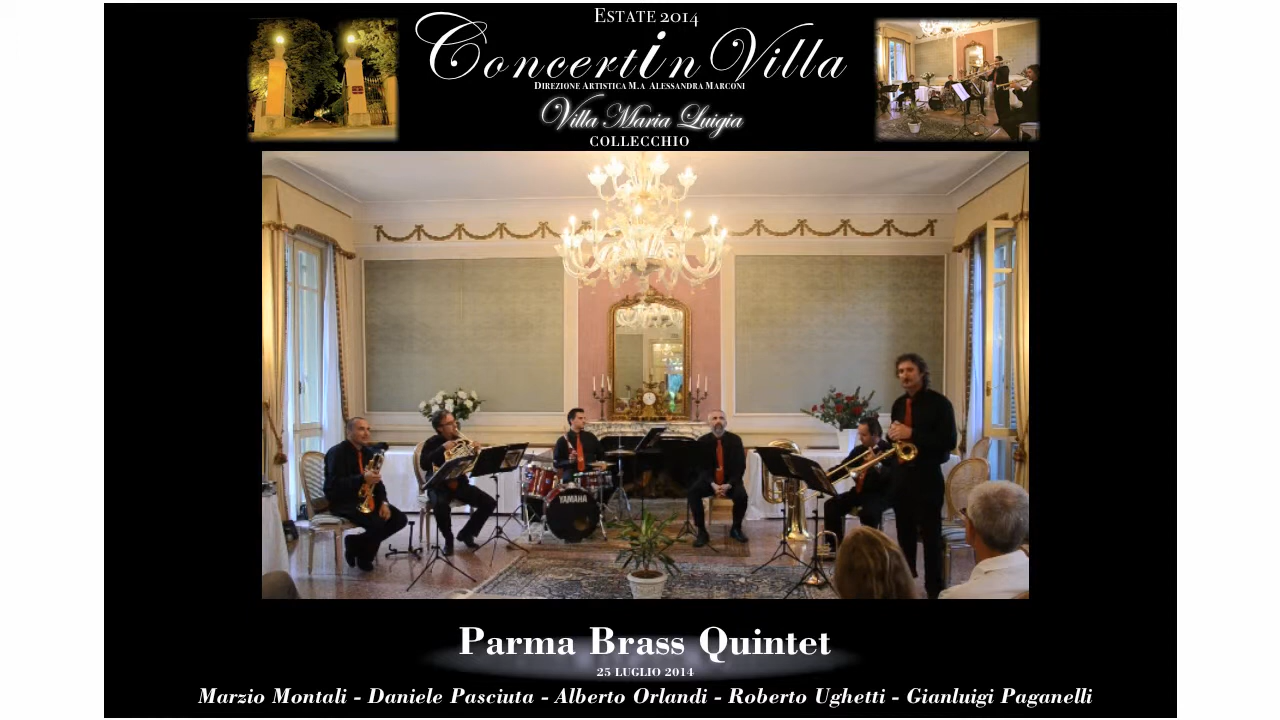 ESTATE 2014
ConcertinVilla
DIREZIONE ARTISTICA M.A ALESSANDRA MARCONI
Villa Maria Luigia
COLLECCHIO
YAMAHA
Parma Brass Quintet
25 LUGLIO 2014
Marzio Montali - Daniele Pasciuta - Alberto Orlandi - Roberto Ughetti - Gianluigi Paganelli